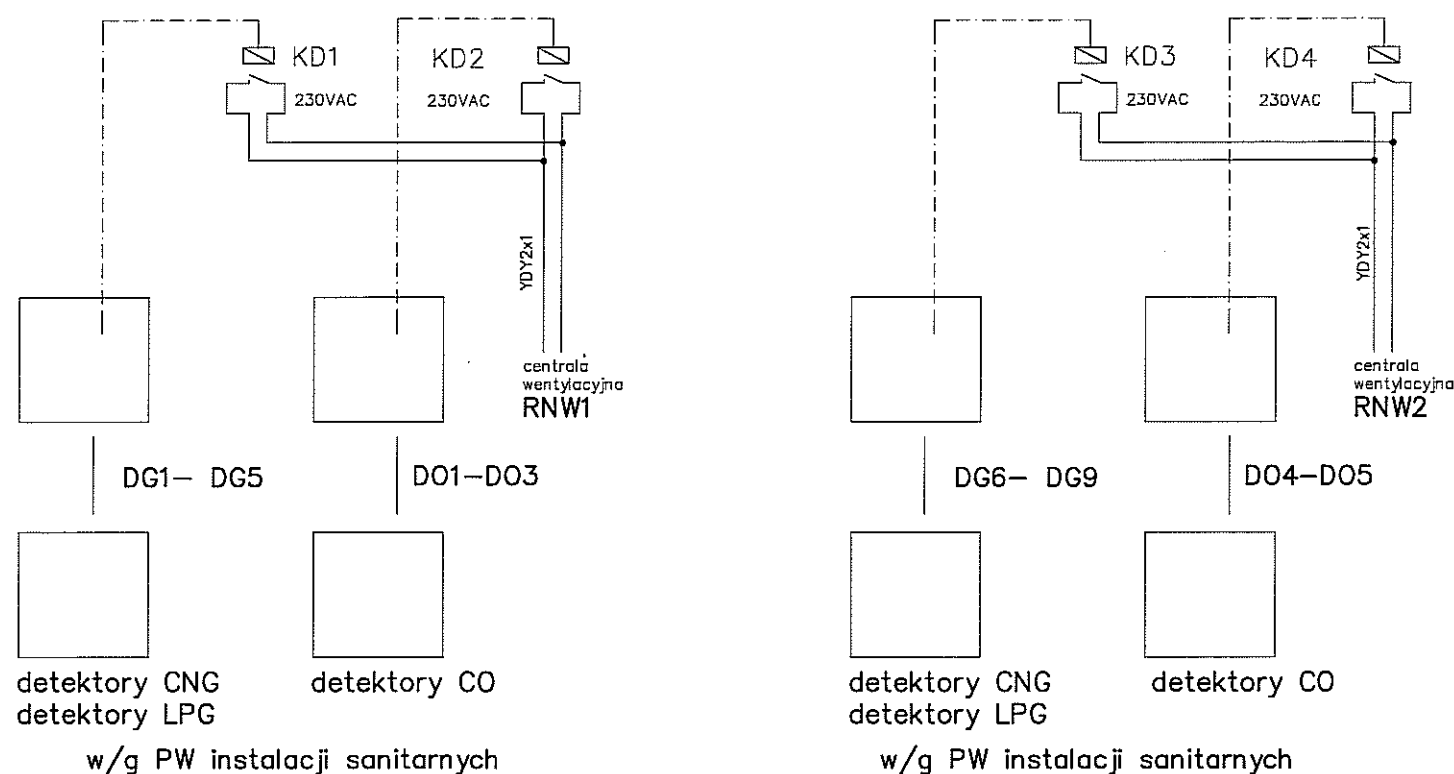 KD1
KD2
230VAC
230VAC
YDY2x1
centrala
wentylacyjna
RNW1
DG1- DG5
DO1-DO3
detektory CNG
detektory LPG
detektory CO
w/g PW instalacji sanitarnych
KD3
KD4
230VAC
230VAC
YDY2x1
centrala
wentylacyjna
RNW2
DG6- DG9
DO4-DO5
detektory CNG
detektory LPG
detektory CO
w/g PW instalacji sanitarnych